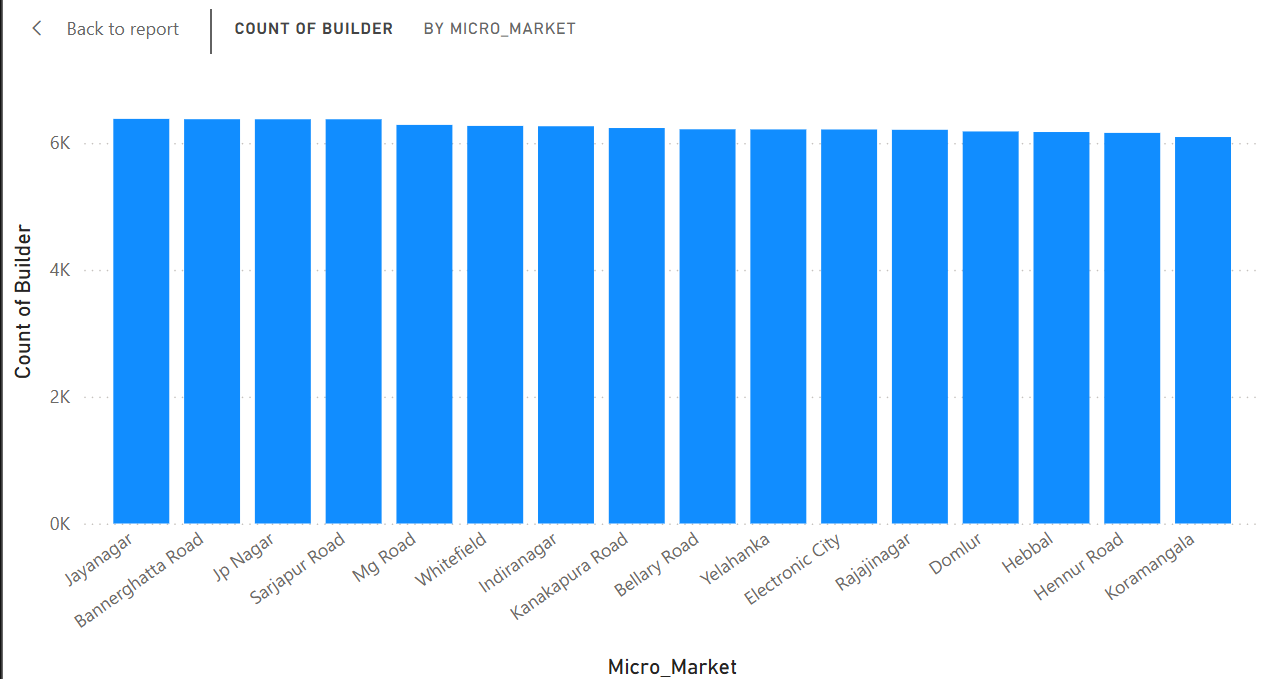 Back to report
COUNT OF BUILDER
BY MICRO_MARKET
Count of Builder
6K
4K
2K
0K
Jayanagar
Bannerghatta Road
Jp Nagar
Sarjapur Road
Mg Road
Whitefield
Indiranagar
Kanakapura Road
Bellary Road
Yelahanka
Electronic City
Rajajinagar
Domlur
Hebbal
Hennur Road
Koramangala
Micro_Market